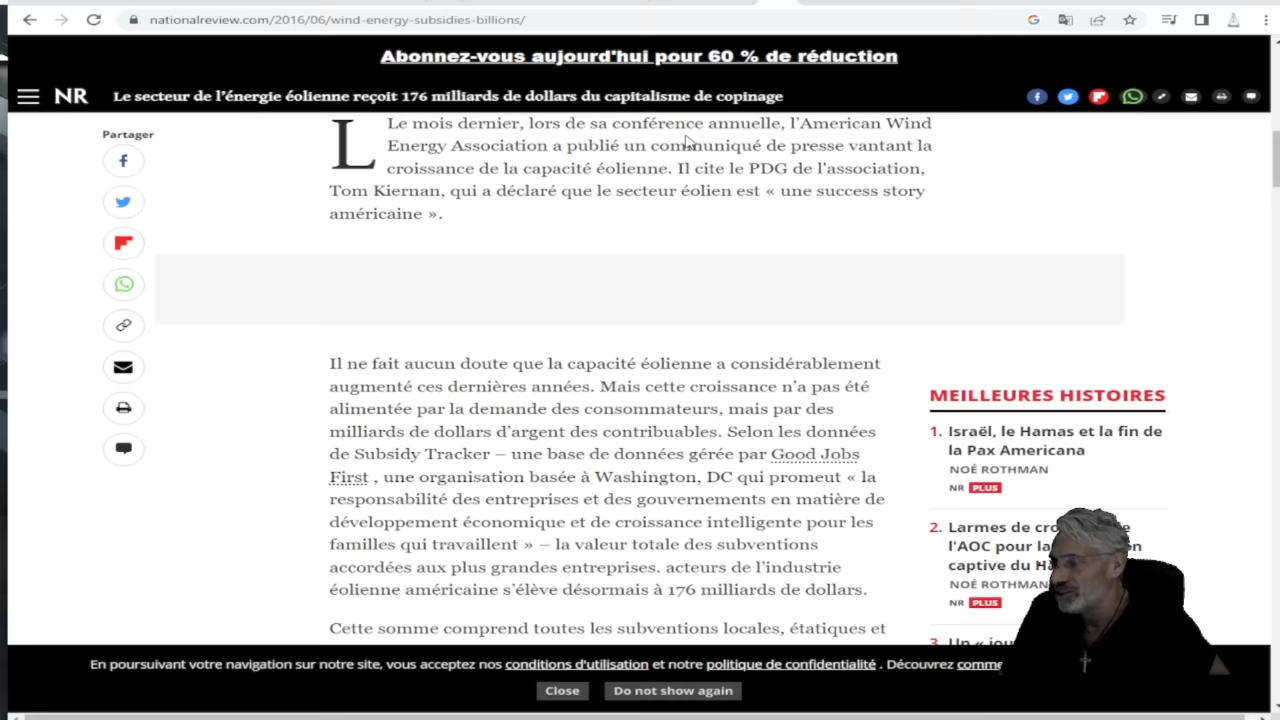 nationalreview.com/2016/06/wind-energy-subsidies-billions/
Abonnez-vous aujourd'hui pour 60 % de réduction
NR
Le secteur de l'énergie éolienne reçoit 176 milliards de dollars du capitalisme de copinage
Partager
Le mois dernier, lors de sa conférence annuelle, l'American Wind
Energy Association a publié un communiqué de presse vantant la
croissance de la capacité éolienne. Il cite le PDG de l'association,
Tom Kiernan, qui a déclaré que le secteur éolien est « une success story
américaine ».
Il ne fait aucun doute que la capacité éolienne a considérablement
augmenté ces dernières années. Mais cette croissance n'a pas été
alimentée par la demande des consommateurs, mais par des
milliards de dollars d'argent des contribuables. Selon les données
de Subsidy Tracker – une base de données gérée par Good Jobs
First , une organisation basée à Washington, DC qui promeut « la
responsabilité des entreprises et des gouvernements en matière de
développement économique et de croissance intelligente pour les
familles qui travaillent » – la valeur totale des subventions
accordées aux plus grandes entreprises. acteurs de l'industrie
éolienne américaine s'élève désormais à 176 milliards de dollars.
Cette somme comprend toutes les subventions locales, étatiques et
MEILLEURES HISTOIRES
1. Israël, le Hamas et la fin de
la Pax Americana
NOÉ ROTHMAN
NR PLUS
2. Larmes de
l'AOC pour
captive du
NOÉ ROTHMAN
NR PLUS
3. Un
En poursuivant votre navigation sur notre site, vous acceptez nos conditions d'utilisation et notre politique de confidentialité . Découvrez
Close
Do not show again